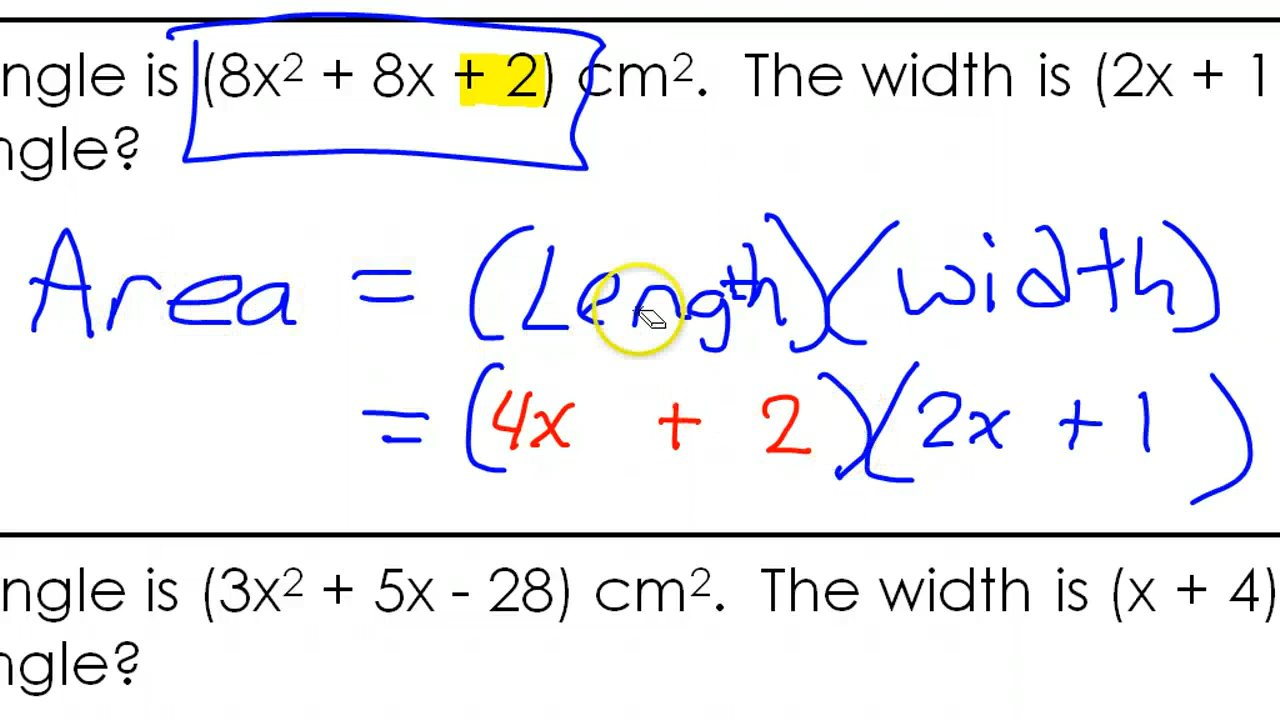 ngle is (8x² + 8x + 2) cm². The width is (2x + 1
ngle?
Area = (Length)(width)
= (4x + 2)(2x + 1)
ngle is (3x² + 5x - 28) cm². The width is (x + 4)
ngle?